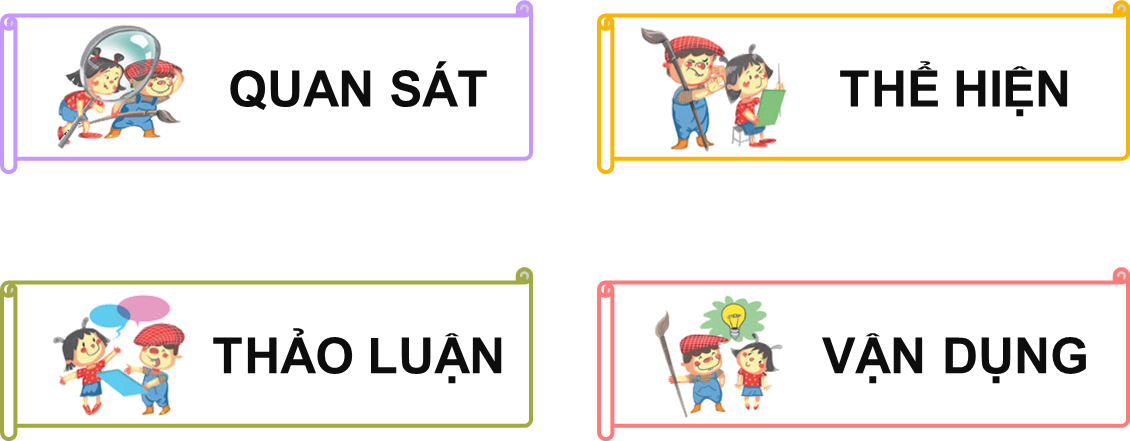 QUAN SÁT
THỂ HIỆN
THẢO LUẬN
VẬN DỤNG